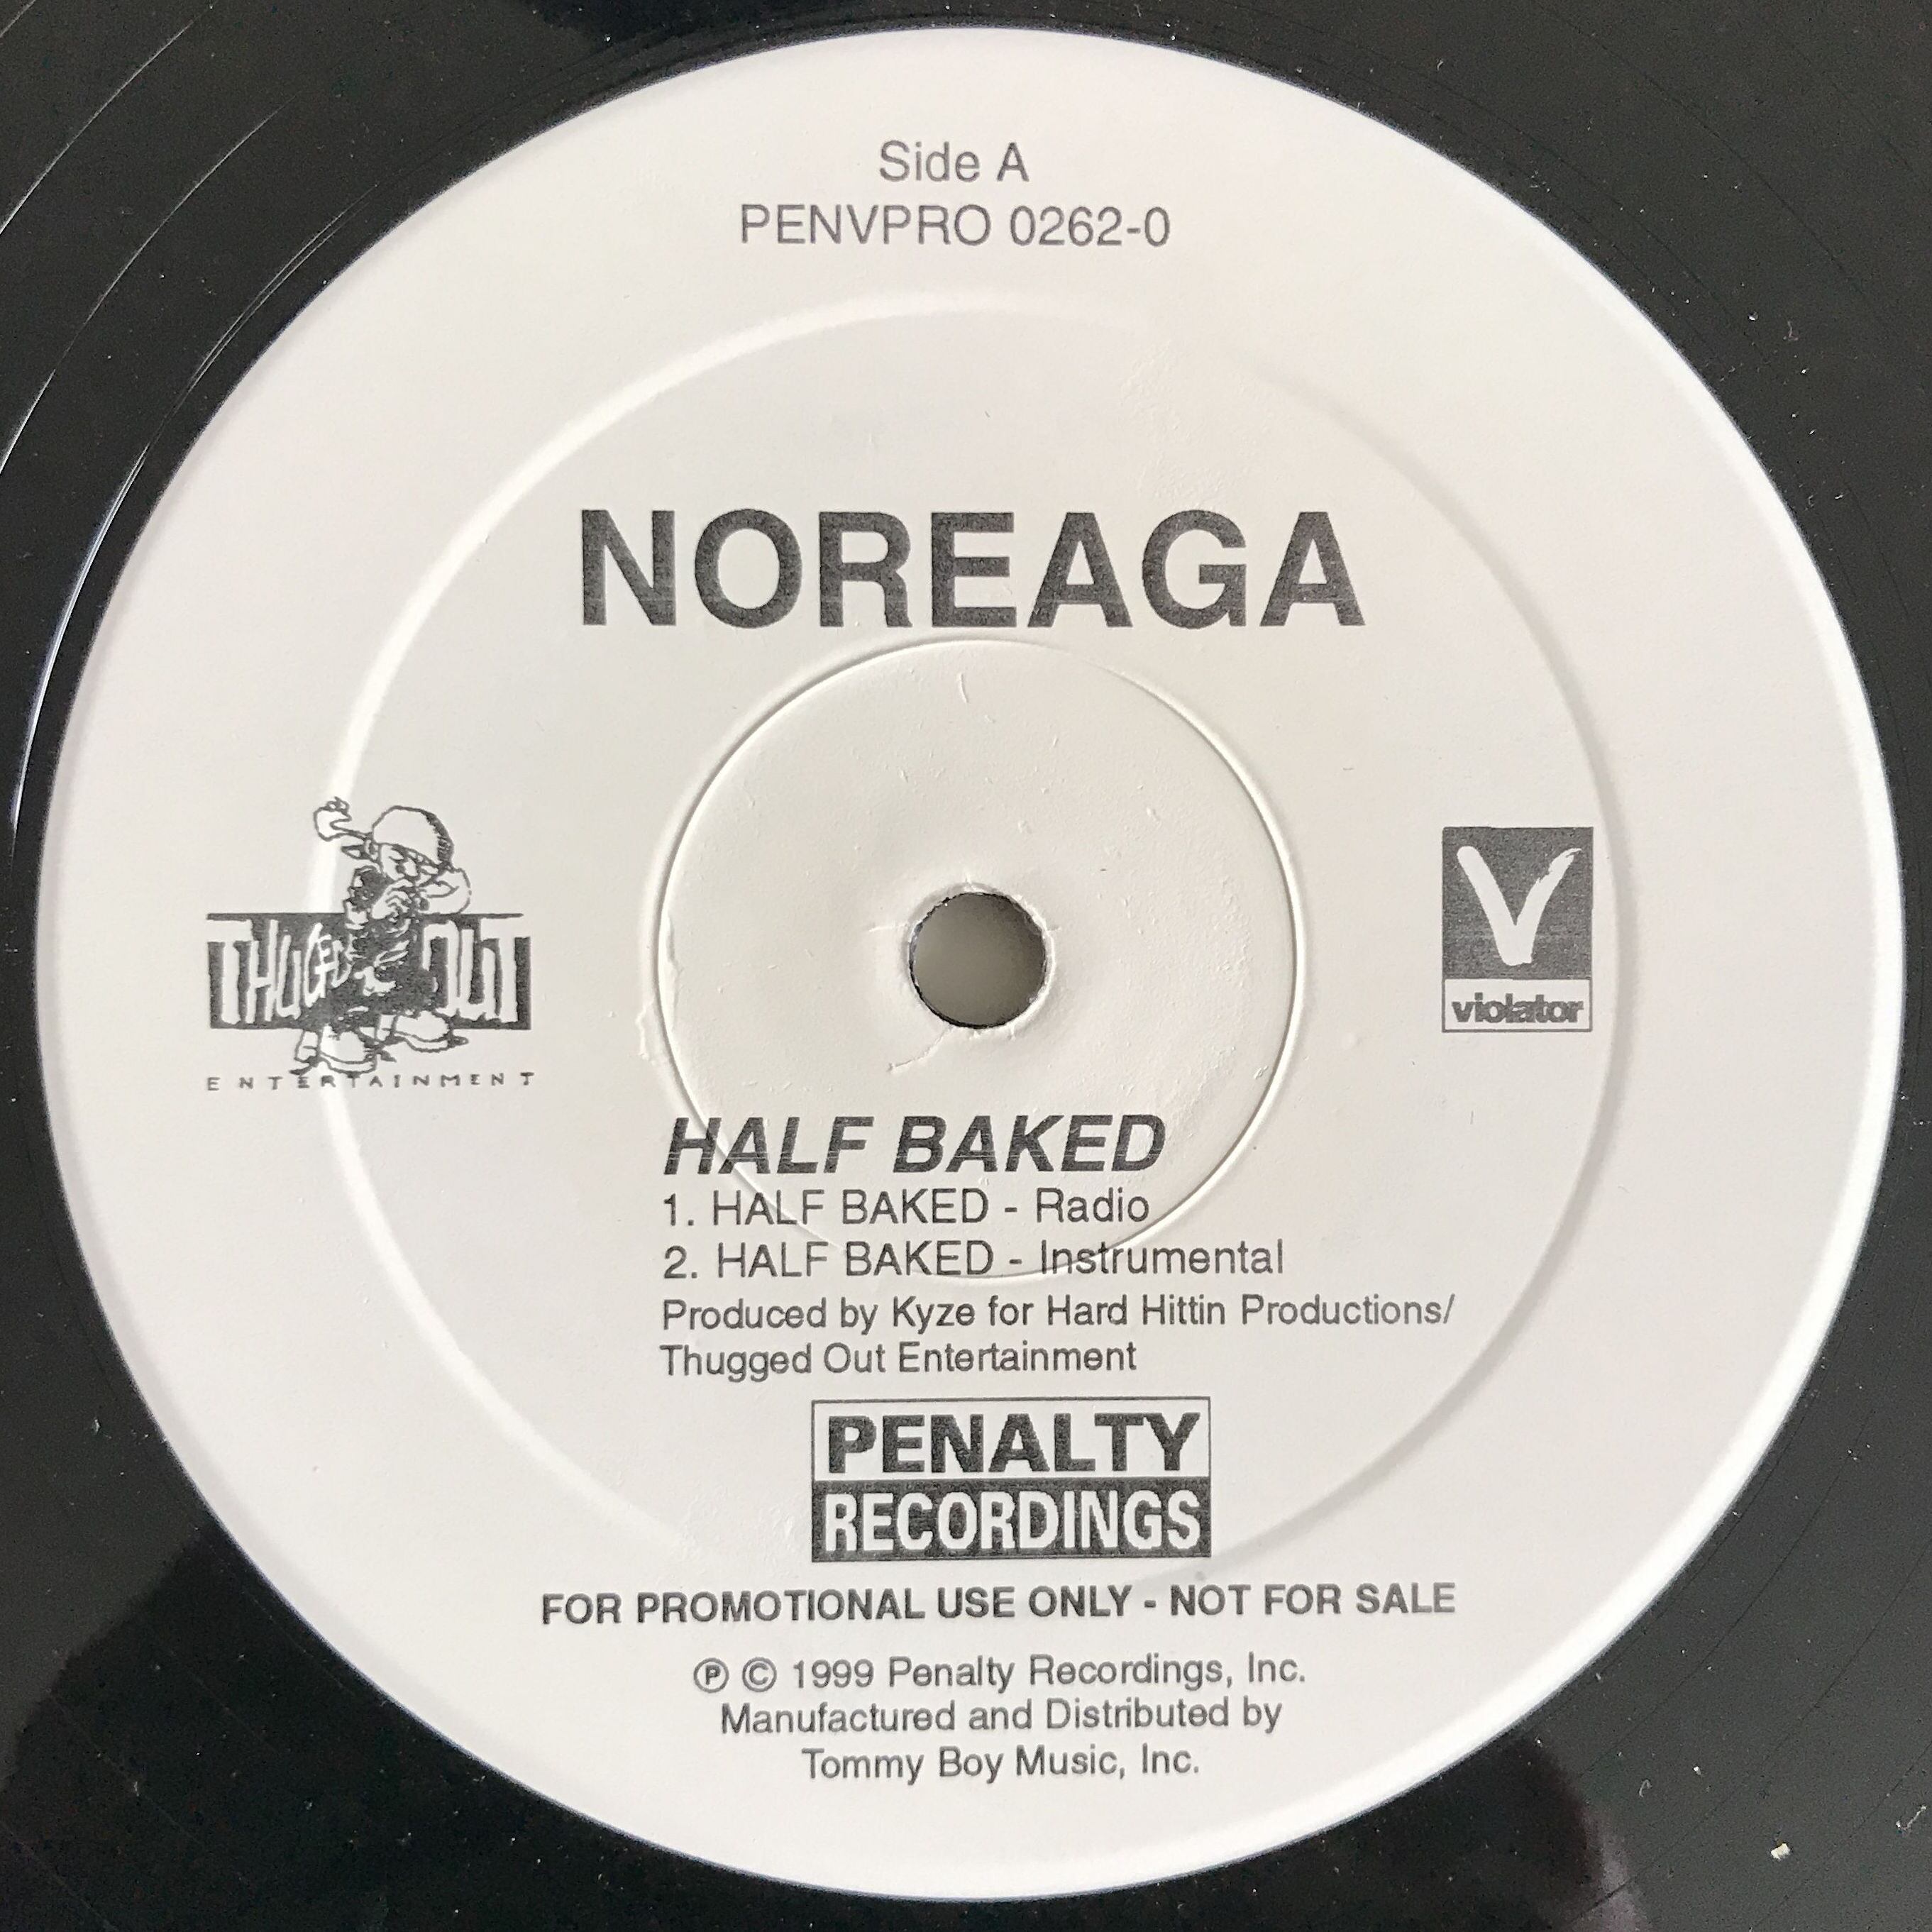 Side A
PENVPRO 0262-0
NOREAGA
THUGGED OUT
ENTERTAINMENT
V
violator
HALF BAKED
1. HALF BAKED - Radio
2. HALF BAKED - Instrumental
Produced by Kyze for Hard Hittin Productions/
Thugged Out Entertainment
PENALTY
RECORDINGS
FOR PROMOTIONAL USE ONLY - NOT FOR SALE
℗ © 1999 Penalty Recordings, Inc.
Manufactured and Distributed by
Tommy Boy Music, Inc.